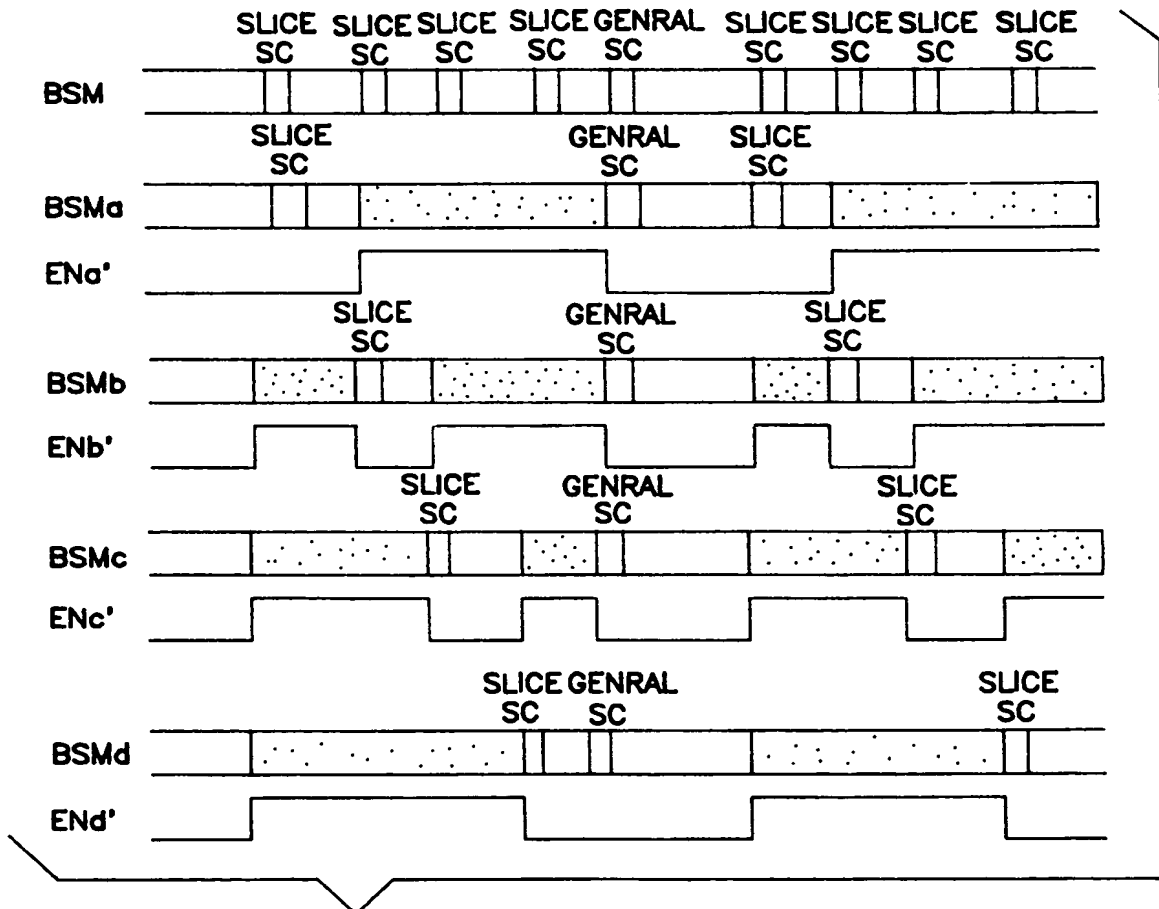 SLICE SLICE SLICE SLICE GENRAL SLICE SLICE SLICE SLICE
SC SC SC SC SC SC SC SC SC
BSM
SLICE GENRAL SLICE
SC SC SC
BSMa
ENa'
SLICE GENRAL SLICE
SC SC SC
BSMb
ENb'
SLICE GENRAL SLICE
SC SC SC
BSMc
ENc'
SLICE GENRAL SLICE
SC SC SC
BSMd
ENd'